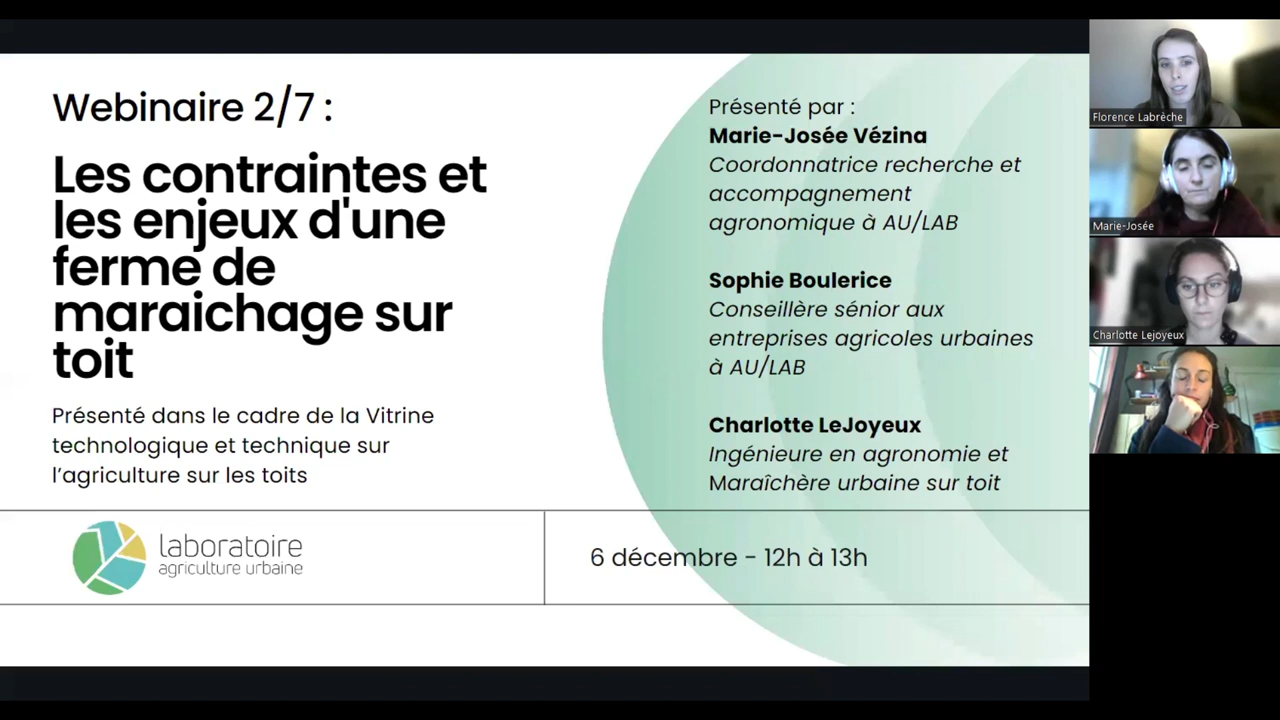 Webinaire 2/7 :
Les contraintes et
les enjeux d'une
ferme de
maraichage sur
toit
Présenté dans le cadre de la Vitrine
technologique et technique sur
l'agriculture sur les toits
laboratoire
agriculture urbaine
Présenté par :
Marie-Josée Vézina
Coordonnatrice recherche et
accompagnement
agronomique à AU/LAB
Sophie Boulerice
Conseillère sénior aux
entreprises agricoles urbaines
à AU/LAB
Charlotte LeJoyeux
Ingénieure en agronomie et
Maraîchère urbaine sur toit
6 décembre - 12h à 13h
Florence Labrèche
Marie-Josée
Charlotte Lejoyeux